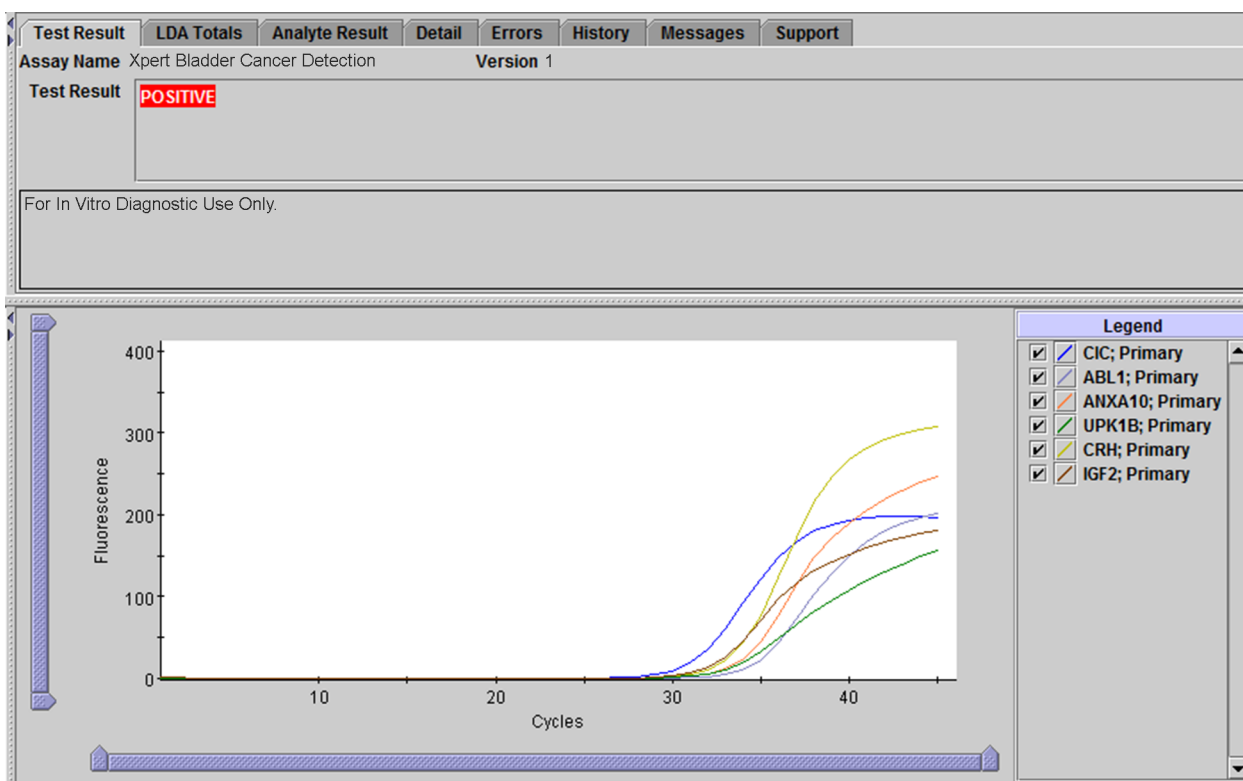 Test Result LDA Totals Analyte Result Detail Errors History Messages Support
Assay Name Xpert Bladder Cancer Detection Version 1
Test Result POSITIVE
For In Vitro Diagnostic Use Only.
Legend
CIC; Primary
ABL1; Primary
ANXA10; Primary
UPK1B; Primary
CRH; Primary
IGF2; Primary
Fluorescence
400
300
200
100
0
10 20 30 40
Cycles